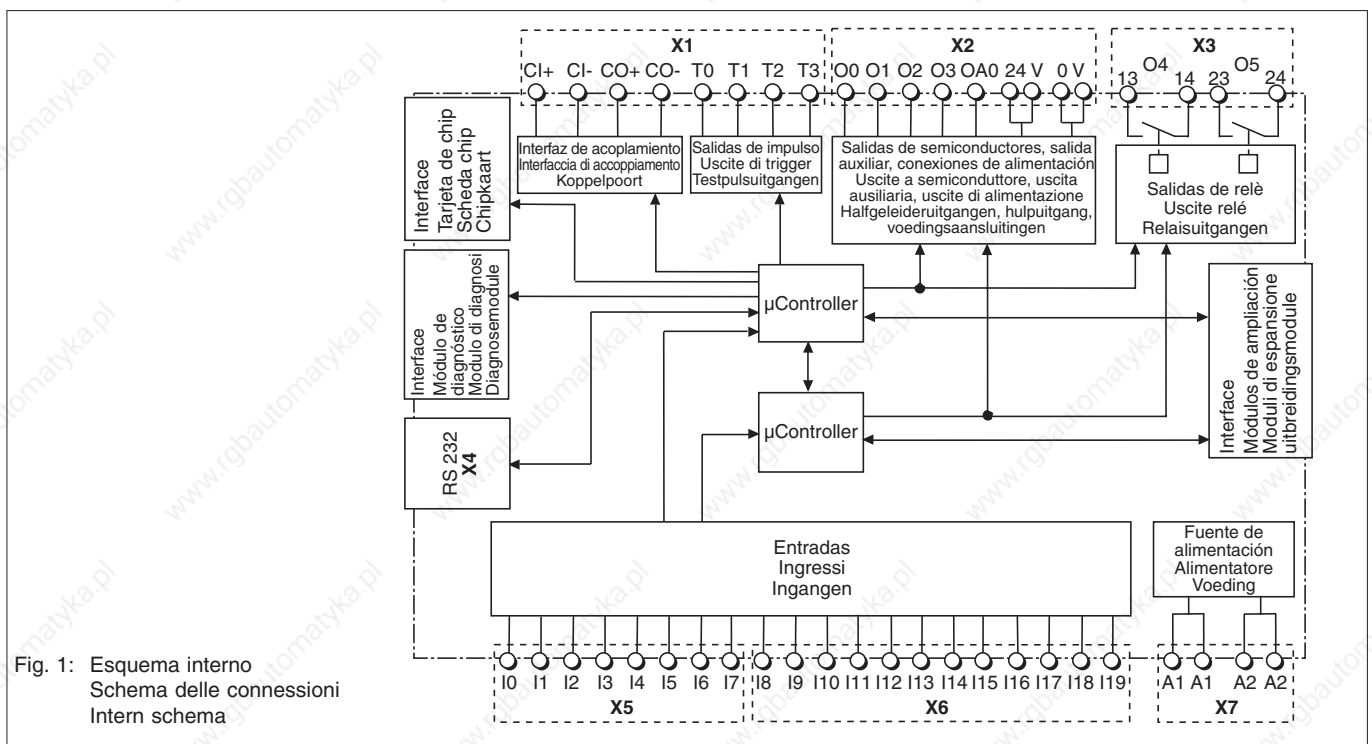 X1
X2
X3
CI+ CI- CO+ CO- T0 T1 T2 T3
O0 O1 O2 O3 OA0 24 V 0 V
O4 O5
13 14 23 24
Interface
Tarjeta de chip
Scheda chip
Chipkaart
Interfaz de acoplamiento
Interfaccia di accoppiamento
Koppelpoort
Salidas de impulso
Uscite di trigger
Testpulsuitgangen
Salidas de semiconductores, salida
auxiliar, conexiones de alimentación
Uscite a semiconduttore, uscita
ausiliaria, uscite di alimentazione
Halfgeleideruitgangen, hulpuitgang,
voedingsaansluitingen
Salidas de relè
Uscite relé
Relaisuitgangen
Interface
Módulo de
diagnóstico
Modulo di diagnosi
Diagnosemodule
µController
µController
Interface
Módulos de ampliación
Moduli di espansione
uitbreidingsmodule
RS 232
X4
Entradas
Ingressi
Ingangen
Fuente de
alimentación
Alimentatore
Voeding
I0 I1 I2 I3 I4 I5 I6 I7
I8 I9 I10 I11 I12 I13 I14 I15 I16 I17 I18 I19
A1 A1 A2 A2
X5
X6
X7
Fig. 1: Esquema interno
Schema delle connessioni
Intern schema
www.rgbautomatyka.pl